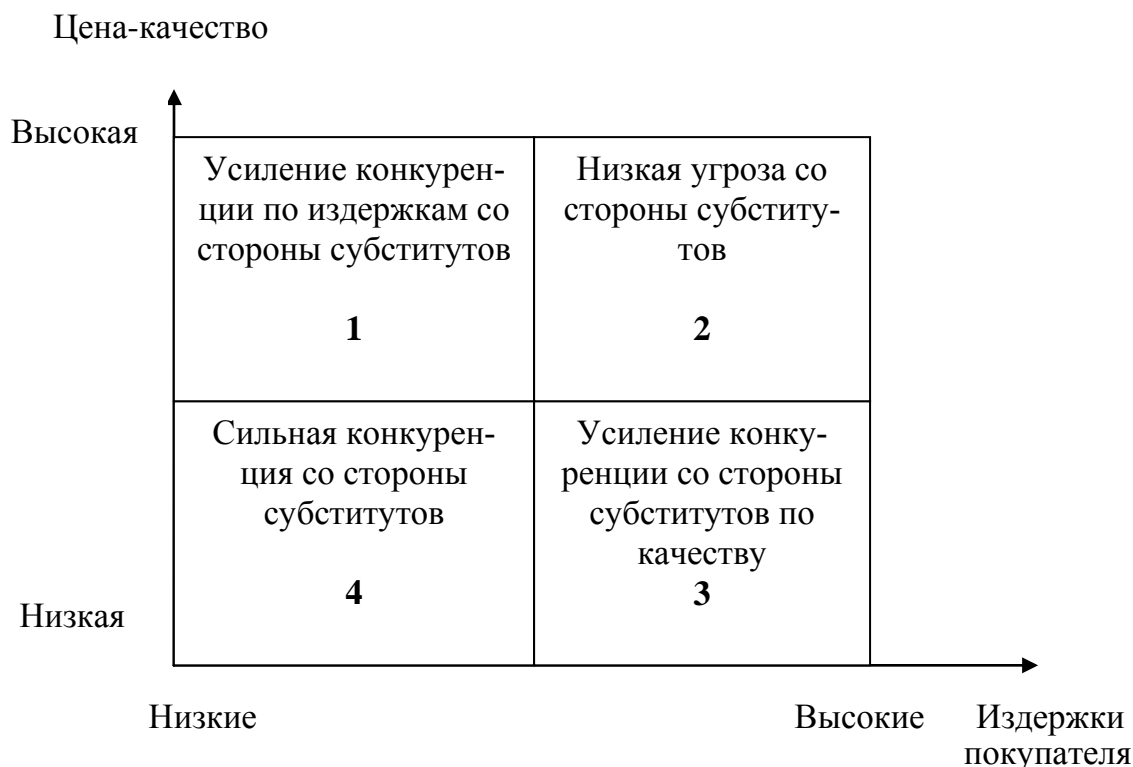 Цена-качество
Высокая
Усиление конкурен-
ции по издержкам со
стороны субститутов
1
Низкая угроза со
стороны субститу-
тов
2
Сильная конкурен-
ция со стороны
субститутов
4
Усиление конку-
ренции со стороны
субститутов по
качеству
3
Низкая
Низкие
Высокие
Издержки
покупателя